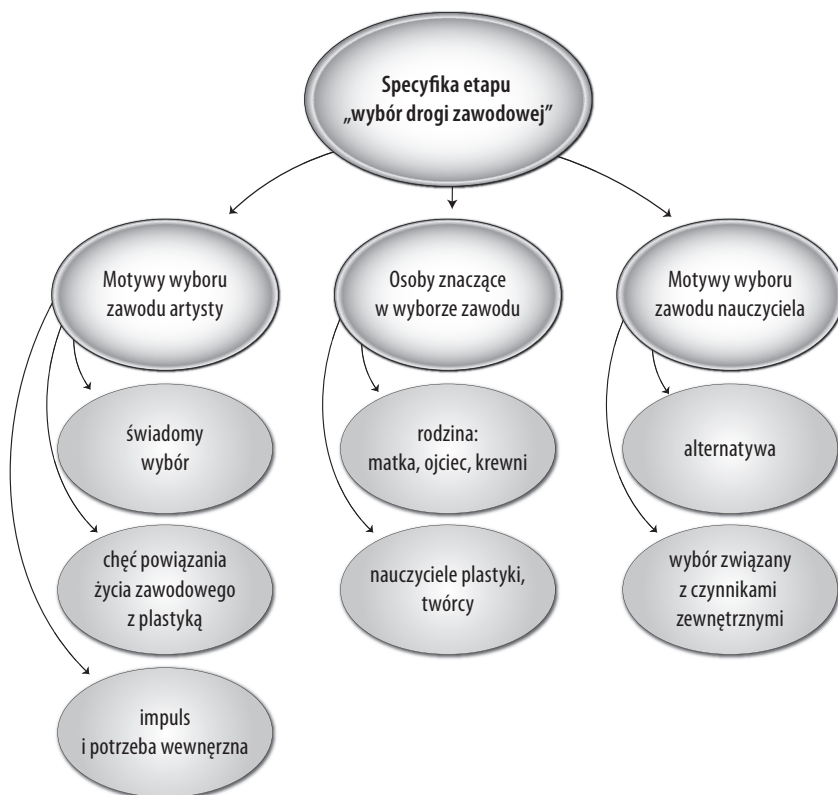 Specyfika etapu
„wybór drogi zawodowej”
Motywy wyboru
zawodu artysty
Osoby znaczące
w wyborze zawodu
Motywy wyboru
zawodu nauczyciela
świadomy
wybór
rodzina:
matka, ojciec, krewni
alternatywa
chęć powiązania
życia zawodowego
z plastyką
nauczyciele plastyki,
twórcy
wybór związany
z czynnikami
zewnętrznymi
impuls
i potrzeba wewnęrzna